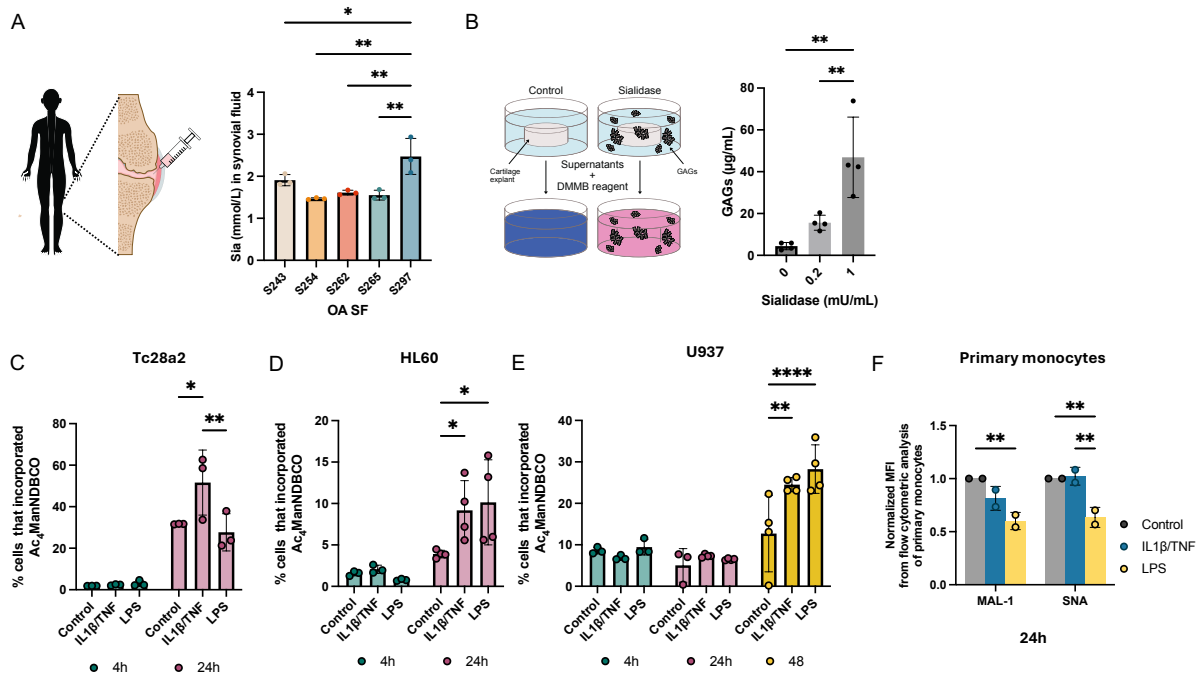 A
*
**
**
**
Sia (mmol/L) in synovial fluid
4
3
2
1
0
S243
S254
S262
S265
S297
OA SF
B
Control
Sialidase
Cartilage
explant
Supernatants
+
DMMB reagent
GAGs
**
**
GAGs (μg/mL)
80
60
40
20
0
0
0.2
1
Sialidase (mU/mL)
C
Tc28a2
*
**
% cells that incorporated
Ac4ManNDBCO
80
60
40
20
0
Control
IL1β/TNF
LPS
Control
IL1β/TNF
LPS
4h
24h
D
HL60
*
*
% cells that incorporated
Ac4ManNDBCO
20
15
10
5
0
Control
IL1β/TNF
LPS
Control
IL1β/TNF
LPS
4h
24h
E
U937
****
**
% cells that incorporated
Ac4ManNDBCO
40
30
20
10
0
Control
IL1β/TNF
LPS
Control
IL1β/TNF
LPS
Control
IL1β/TNF
LPS
4h
24h
48
F
Primary monocytes
**
**
**
Normalized MFI
from flow cytometric analysis
of primary monocytes
1.5
1.0
0.5
0.0
MAL-1
SNA
24h
Control
IL1β/TNF
LPS